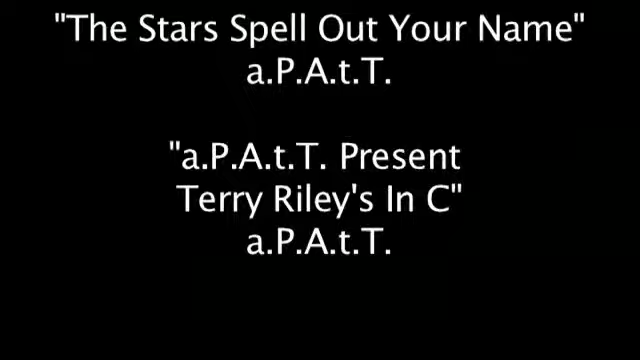 "The Stars Spell Out Your Name"
a.P.A.t.T.
"a.P.A.t.T. Present
Terry Riley's In C"
a.P.A.t.T.